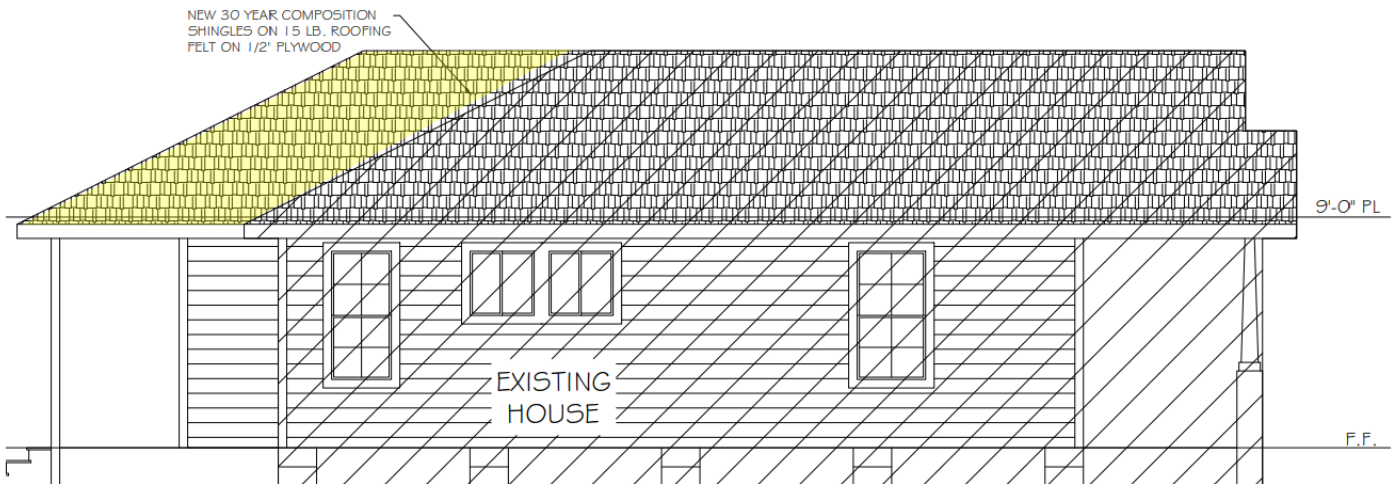 NEW 30 YEAR COMPOSITION
SHINGLES ON 15 LB. ROOFING
FELT ON 1/2" PLYWOOD
9'-0" PL
EXISTING
HOUSE
F.F.